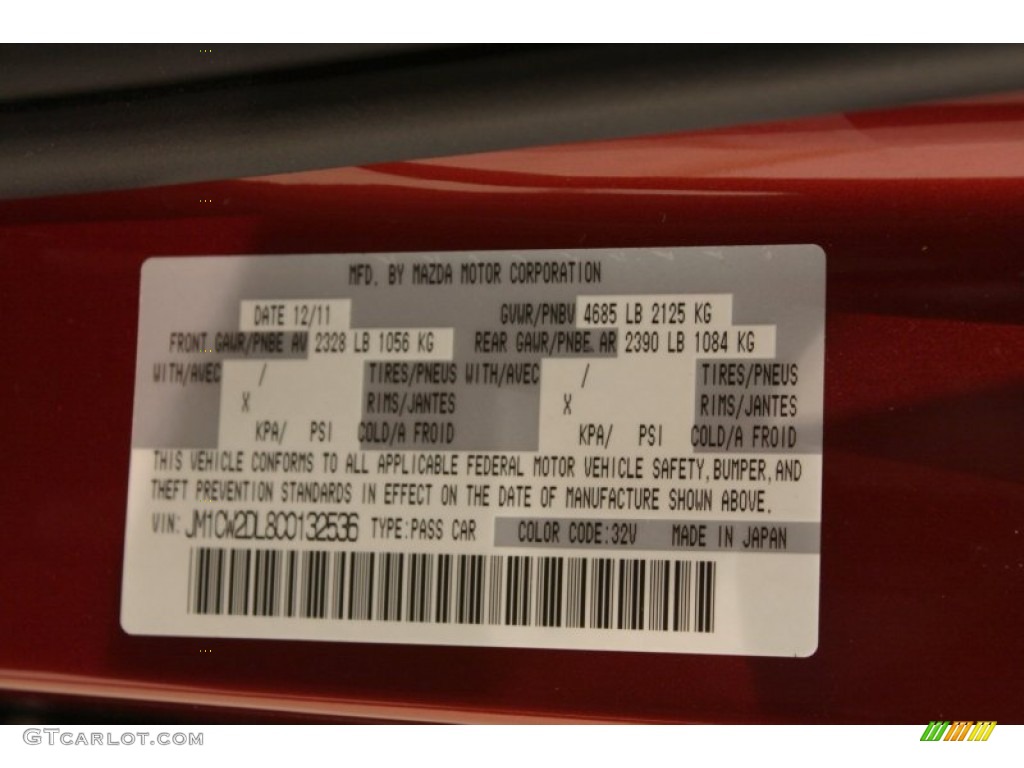 MFD. BY MAZDA MOTOR CORPORATION
DATE 12/11 GVWR/PNBV 4685 LB 2125 KG
FRONT GAWR/PNBE AV 2328 LB 1056 KG REAR GAWR/PNBE AR 2390 LB 1084 KG
WITH/AVEC / TIRES/PNEUS WITH/AVEC / TIRES/PNEUS
X RIMS/JANTES X RIMS/JANTES
KPA/ PSI COLD/A FROID KPA/ PSI COLD/A FROID
THIS VEHICLE CONFORMS TO ALL APPLICABLE FEDERAL MOTOR VEHICLE SAFETY, BUMPER, AND
THEFT PREVENTION STANDARDS IN EFFECT ON THE DATE OF MANUFACTURE SHOWN ABOVE.
VIN: JM1CW2DL8C0132536 TYPE: PASS CAR COLOR CODE: 32V MADE IN JAPAN
GTCARLOT.COM